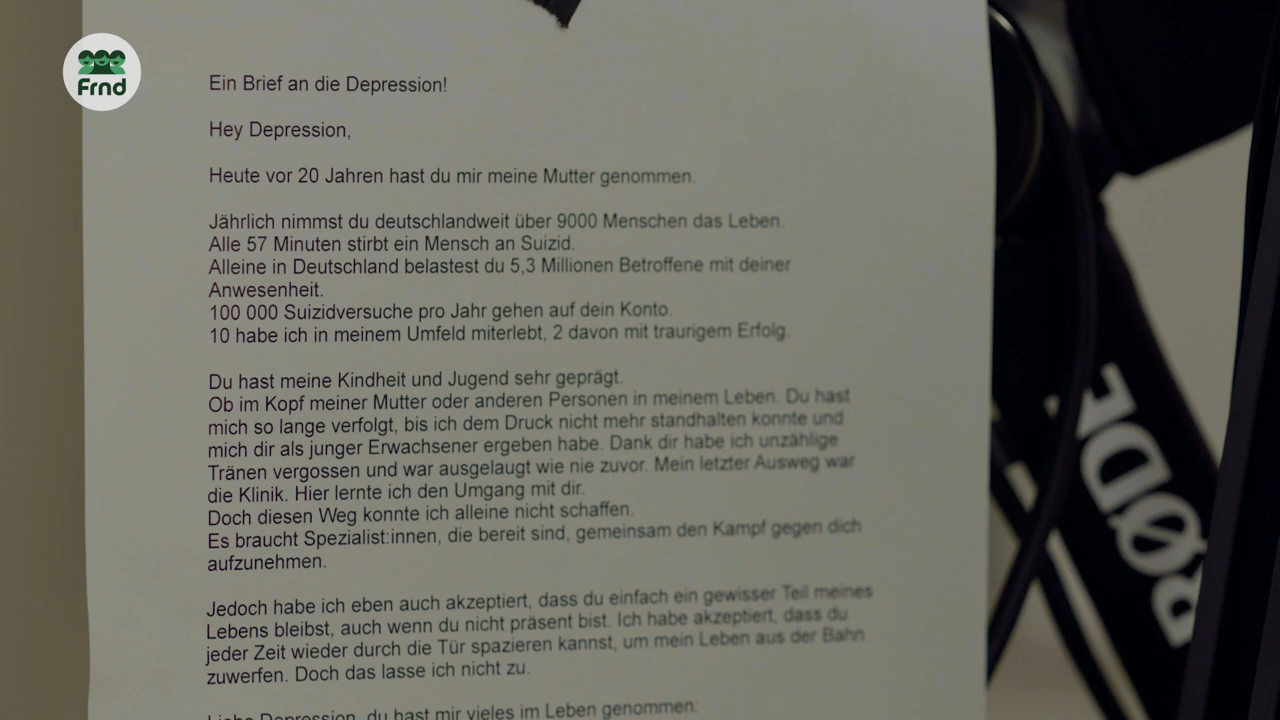 Frnd
Ein Brief an die Depression!
Hey Depression,
Heute vor 20 Jahren hast du mir meine Mutter genommen.
Jährlich nimmst du deutschlandweit über 9000 Menschen das Leben.
Alle 57 Minuten stirbt ein Mensch an Suizid.
Alleine in Deutschland belastest du 5,3 Millionen Betroffene mit deiner
Anwesenheit.
100 000 Suizidversuche pro Jahr gehen auf dein Konto.
10 habe ich in meinem Umfeld miterlebt, 2 davon mit traurigem Erfolg.
Du hast meine Kindheit und Jugend sehr geprägt.
Ob im Kopf meiner Mutter oder anderen Personen in meinem Leben. Du hast
mich so lange verfolgt, bis ich dem Druck nicht mehr standhalten konnte und
mich dir als junger Erwachsener ergeben habe. Dank dir habe ich unzählige
Tränen vergossen und war ausgelaugt wie nie zuvor. Mein letzter Ausweg war
die Klinik. Hier lernte ich den Umgang mit dir.
Doch diesen Weg konnte ich alleine nicht schaffen.
Es braucht Spezialist:innen, die bereit sind, gemeinsam den Kampf gegen dich
aufzunehmen.
Jedoch habe ich eben auch akzeptiert, dass du einfach ein gewisser Teil meines
Lebens bleibst, auch wenn du nicht präsent bist. Ich habe akzeptiert, dass du
jeder Zeit wieder durch die Tür spazieren kannst, um mein Leben aus der Bahn
zuwerfen. Doch das lasse ich nicht zu.
Liebe Depression, du hast mir vieles im Leben genommen:
RØDE